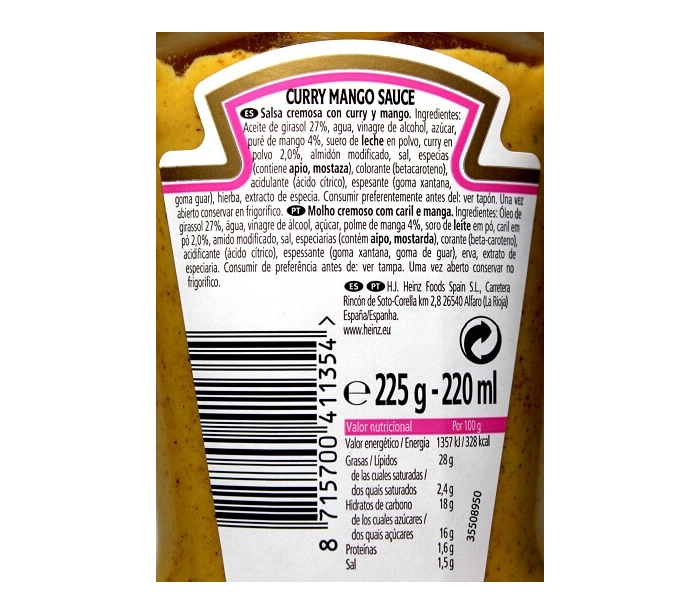 CURRY MANGO SAUCE
ES Salsa cremosa con curry y mango. Ingredientes:
Aceite de girasol 27%, agua, vinagre de alcohol, azúcar,
puré de mango 4%, suero de leche en polvo, curry en
polvo 2,0%, almidón modificado, sal, especias
(contiene apio, mostaza), colorante (betacaroteno),
acidulante (ácido cítrico), espesante (goma xantana,
goma guar), hierba, extracto de especia. Consumir preferentemente antes del: ver tapón. Una vez
abierto conservar en frigorífico. PT Molho cremoso com caril e manga. Ingredientes: Óleo de
girassol 27%, água, vinagre de álcool, açúcar, polme de manga 4%, soro de leite em pó, caril em
pó 2,0%, amido modificado, sal, especiarias (contém aipo, mostarda), corante (beta-caroteno),
acidificante (ácido cítrico), espessante (goma xantana, goma de guar), erva, extrato de
especiaria. Consumir de preferência antes de: ver tampa. Uma vez aberto conservar no
frigorífico.
ES PT H.J. Heinz Foods Spain S.L., Carretera
Rincón de Soto-Corella km 2,8 26540 Alfaro (La Rioja)
España/Espanha.
www.heinz.eu
8 715700 411354 >
e 225 g - 220 ml
Valor nutricional Por 100 g
Valor energético / Energia 1357 kJ / 328 kcal
Grasas / Lípidos 28 g
de las cuales saturadas /
dos quais saturados 2,4 g
Hidratos de carbono 18 g
de los cuales azúcares /
dos quais açúcares 16 g
Proteínas 1,6 g
Sal 1,5 g
35508950